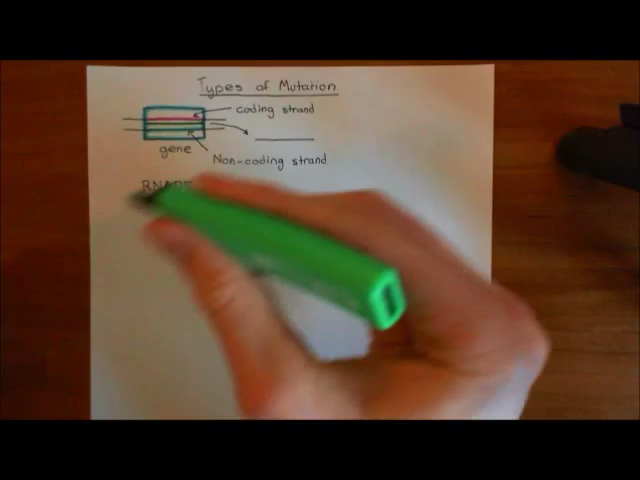 Types of Mutation
coding strand
gene
Non-coding strand